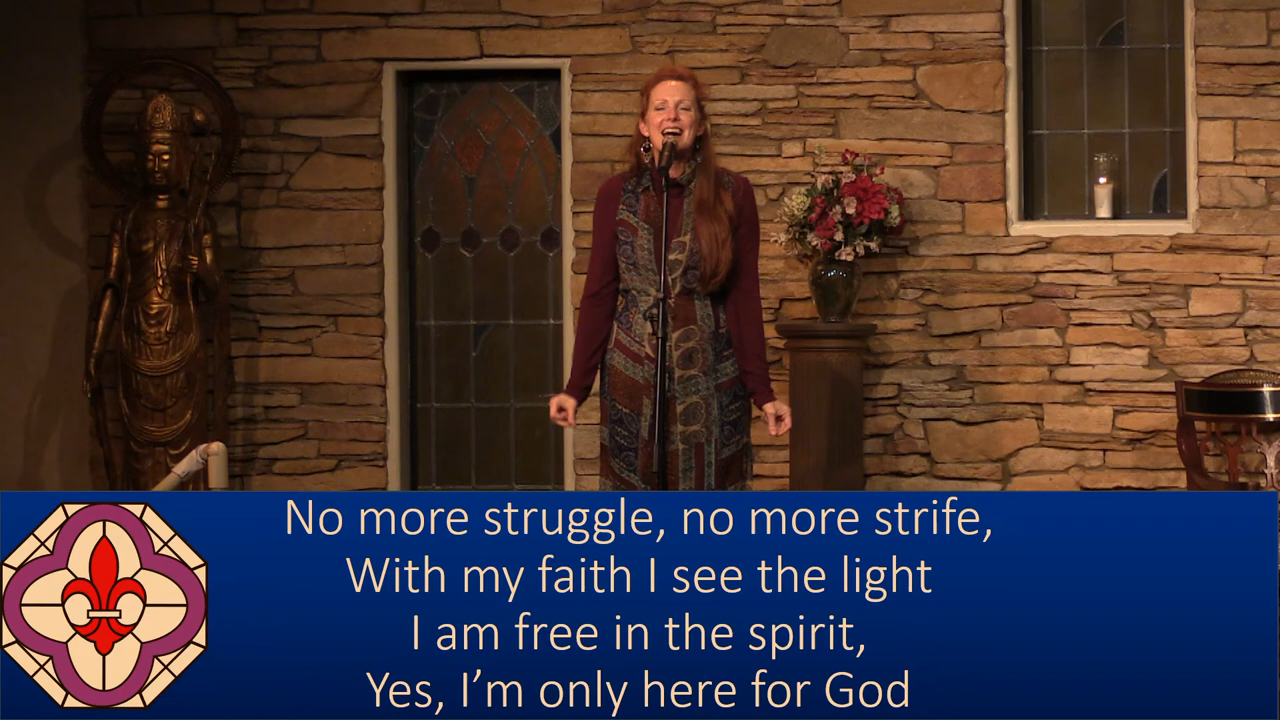 No more struggle, no more strife,
With my faith I see the light
I am free in the spirit,
Yes, I’m only here for God